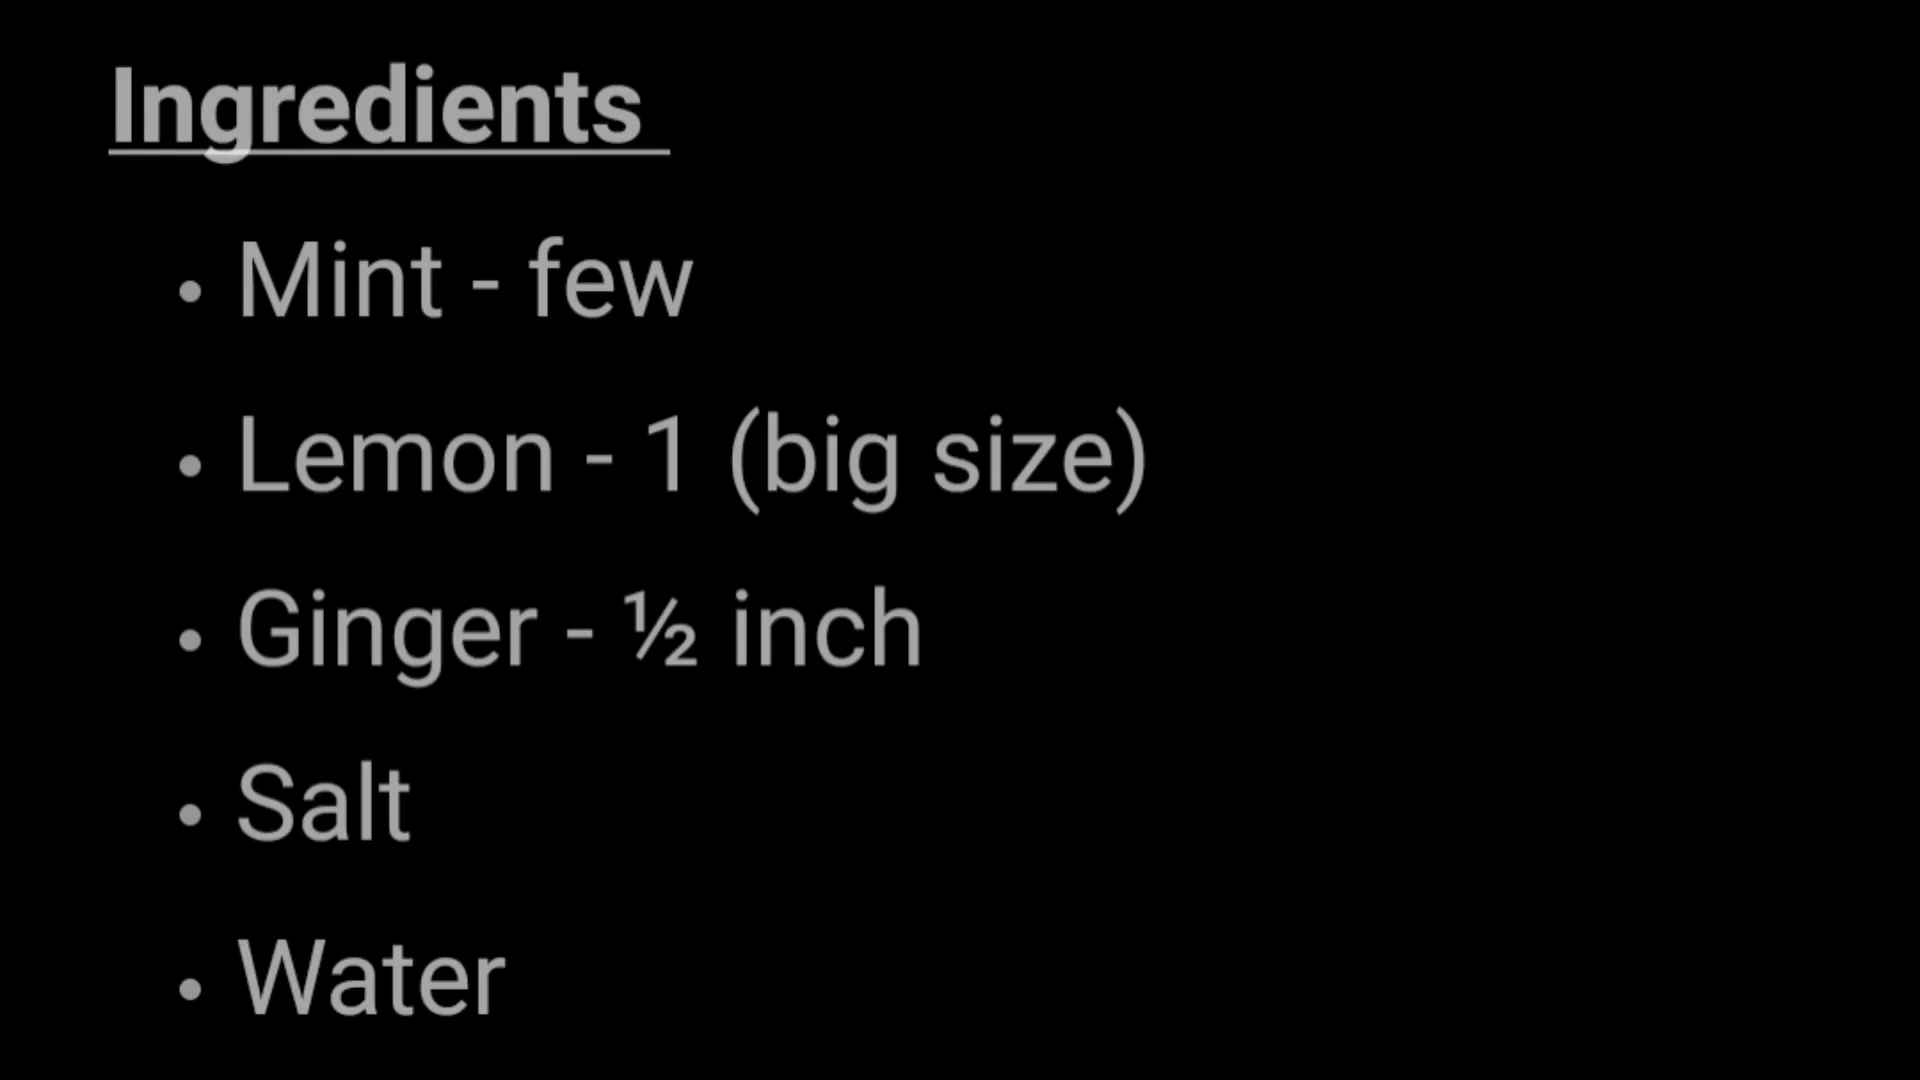 Ingredients
• Mint - few
• Lemon - 1 (big size)
• Ginger - ½ inch
• Salt
• Water